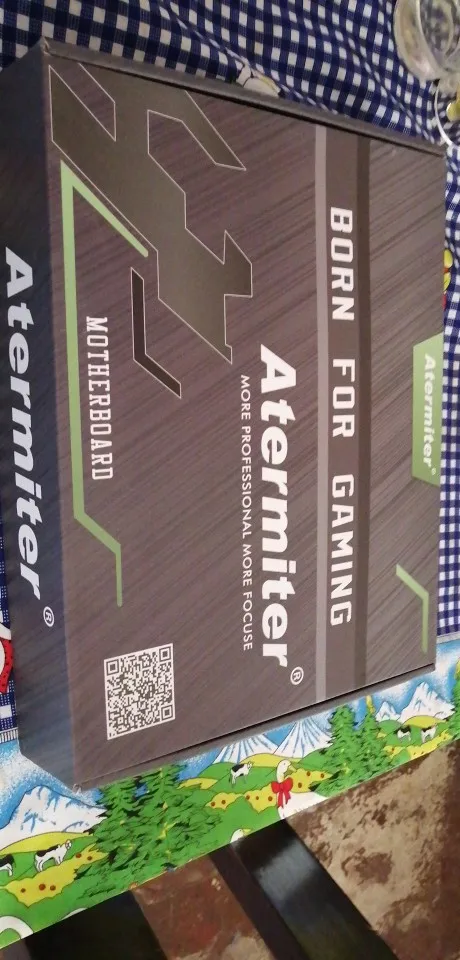 Atermiter®
BORN FOR GAMING
Atermiter®
MORE PROFESSIONAL MORE FOCUSE
MOTHERBOARD
Atermiter®